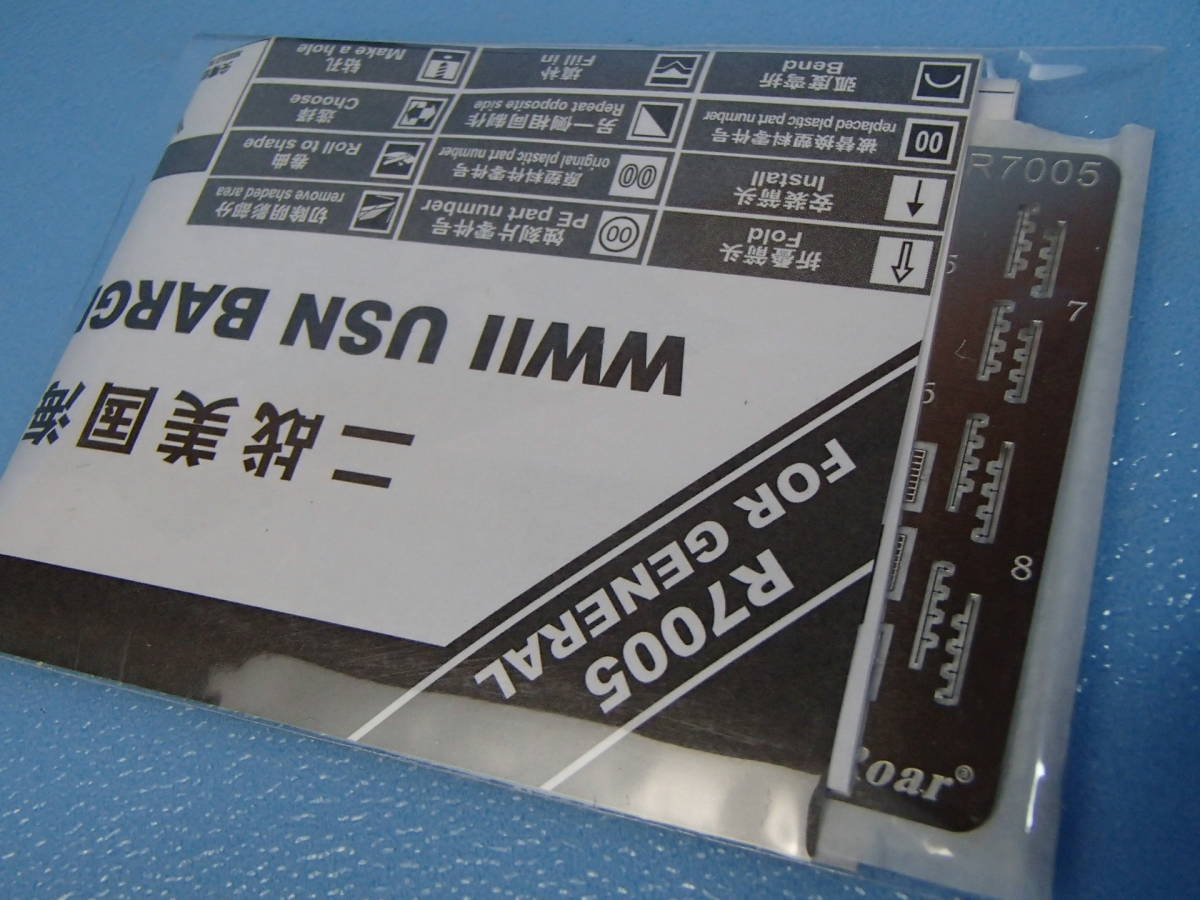 R7005
FOR GENERAL
二战美国海
WWII USN BARG
折叠箭头
Fold
蚀刻片零件号
PE part number
切除阴影部分
remove shaded area
安装箭头
Install
原塑料件零件号
original plastic part number
卷曲
Roll to shape
被替换塑料零件号
replaced plastic part number
另一侧相同制作
Repeat opposite side
选择
Choose
弧度弯折
Bend
填补
Fill in
钻孔
Make a hole
00
00
00
R7005
7
4
5
5
8
oar®